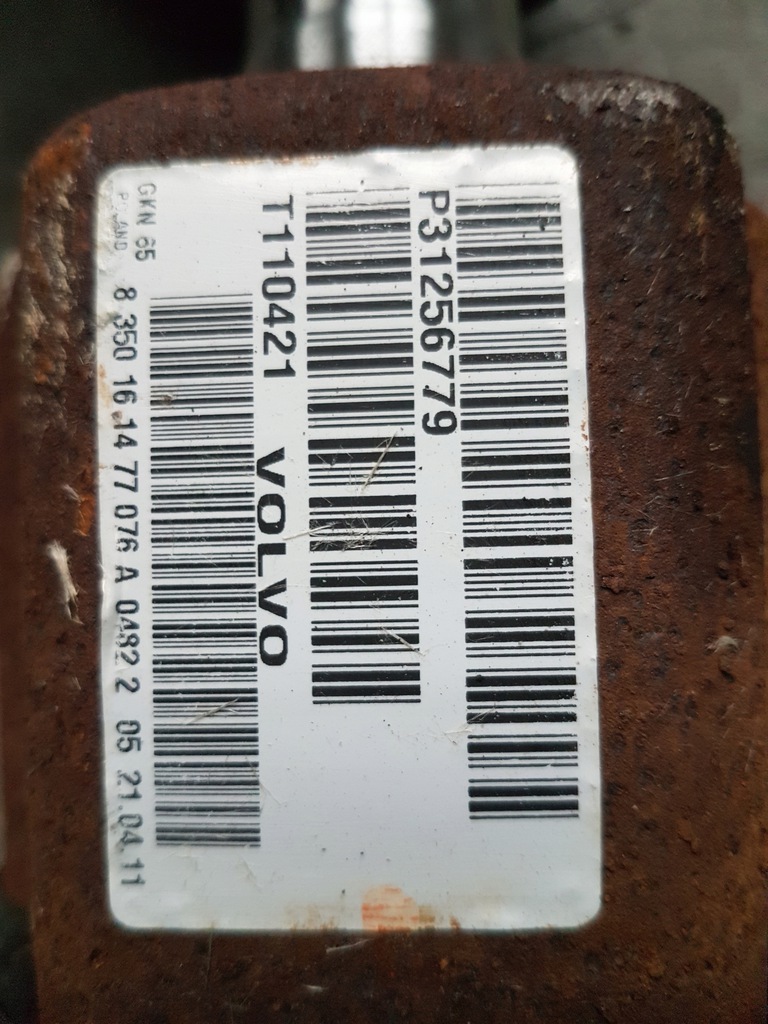 P31256779
T110421 VOLVO
8 350 16 14 77 076 A 0482 2 05 21.04.11
GKN 65
POLAND